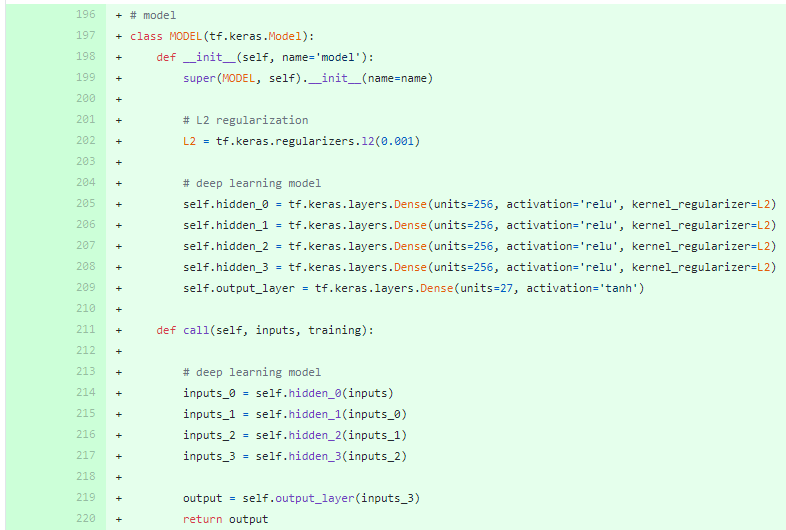 196 + # model
197 + class MODEL(tf.keras.Model):
198 +     def __init__(self, name='model'):
199 +         super(MODEL, self).__init__(name=name)
200 +
201 +         # L2 regularization
202 +         L2 = tf.keras.regularizers.l2(0.001)
203 +
204 +         # deep learning model
205 +         self.hidden_0 = tf.keras.layers.Dense(units=256, activation='relu', kernel_regularizer=L2)
206 +         self.hidden_1 = tf.keras.layers.Dense(units=256, activation='relu', kernel_regularizer=L2)
207 +         self.hidden_2 = tf.keras.layers.Dense(units=256, activation='relu', kernel_regularizer=L2)
208 +         self.hidden_3 = tf.keras.layers.Dense(units=256, activation='relu', kernel_regularizer=L2)
209 +         self.output_layer = tf.keras.layers.Dense(units=27, activation='tanh')
210 +
211 +     def call(self, inputs, training):
212 +
213 +         # deep learning model
214 +         inputs_0 = self.hidden_0(inputs)
215 +         inputs_1 = self.hidden_1(inputs_0)
216 +         inputs_2 = self.hidden_2(inputs_1)
217 +         inputs_3 = self.hidden_3(inputs_2)
218 +
219 +         output = self.output_layer(inputs_3)
220 +         return output